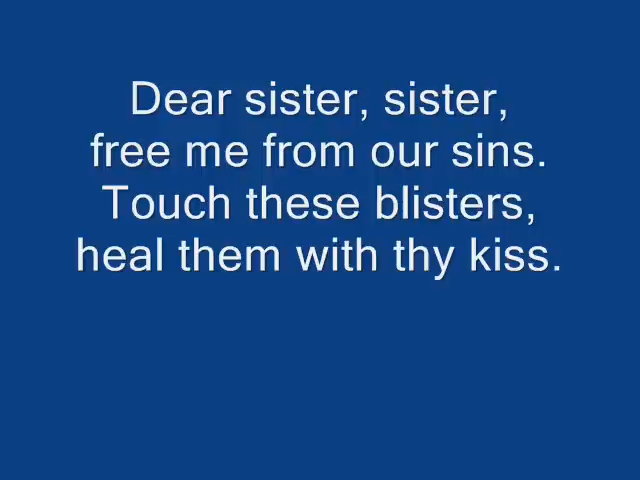 Dear sister, sister,
free me from our sins.
Touch these blisters,
heal them with thy kiss.